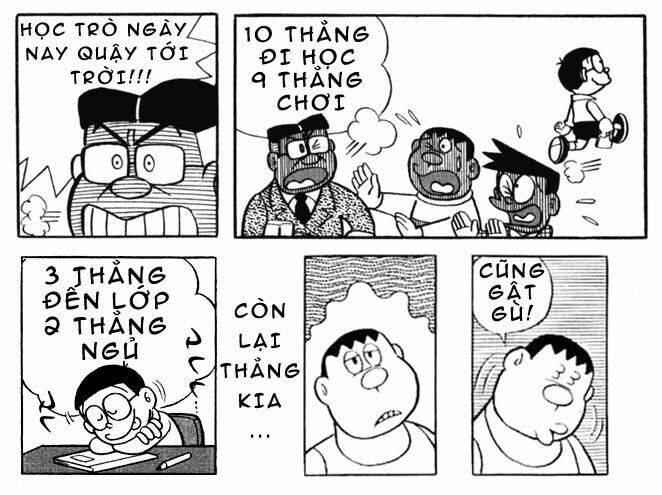 HỌC TRÒ NGÀY
NAY QUẬY TỚI
TRỜI!!!
10 THẰNG
ĐI HỌC
9 THẰNG
CHƠI
3 THẰNG
ĐẾN LỚP
2 THẰNG
NGỦ
CÒN
LẠI
THẰNG
KIA
...
CŨNG
GẬT
GÙ!